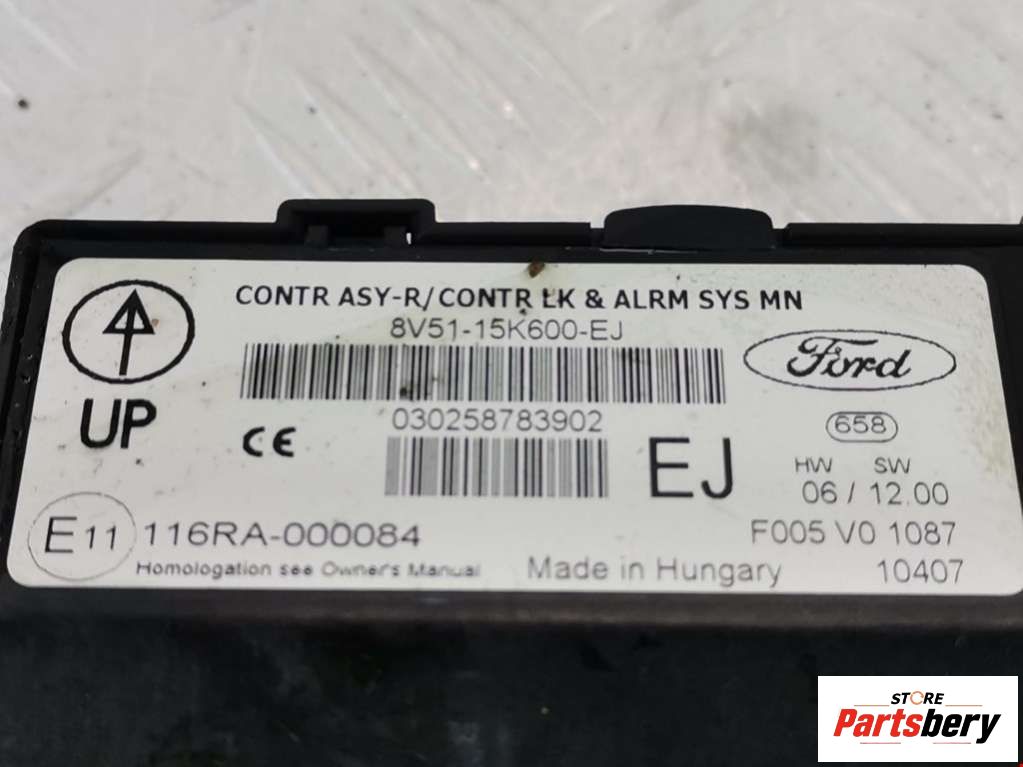 CONTR ASY-R/CONTR LK & ALRM SYS MN
8V51-15K600-EJ
Ford
UP
030258783902
CE
EJ
658
HW SW
06 / 12.00
E11 116RA-000084
F005 V0 1087
Homologation see Owner's Manual
Made in Hungary
10407
STORE
Partsbery